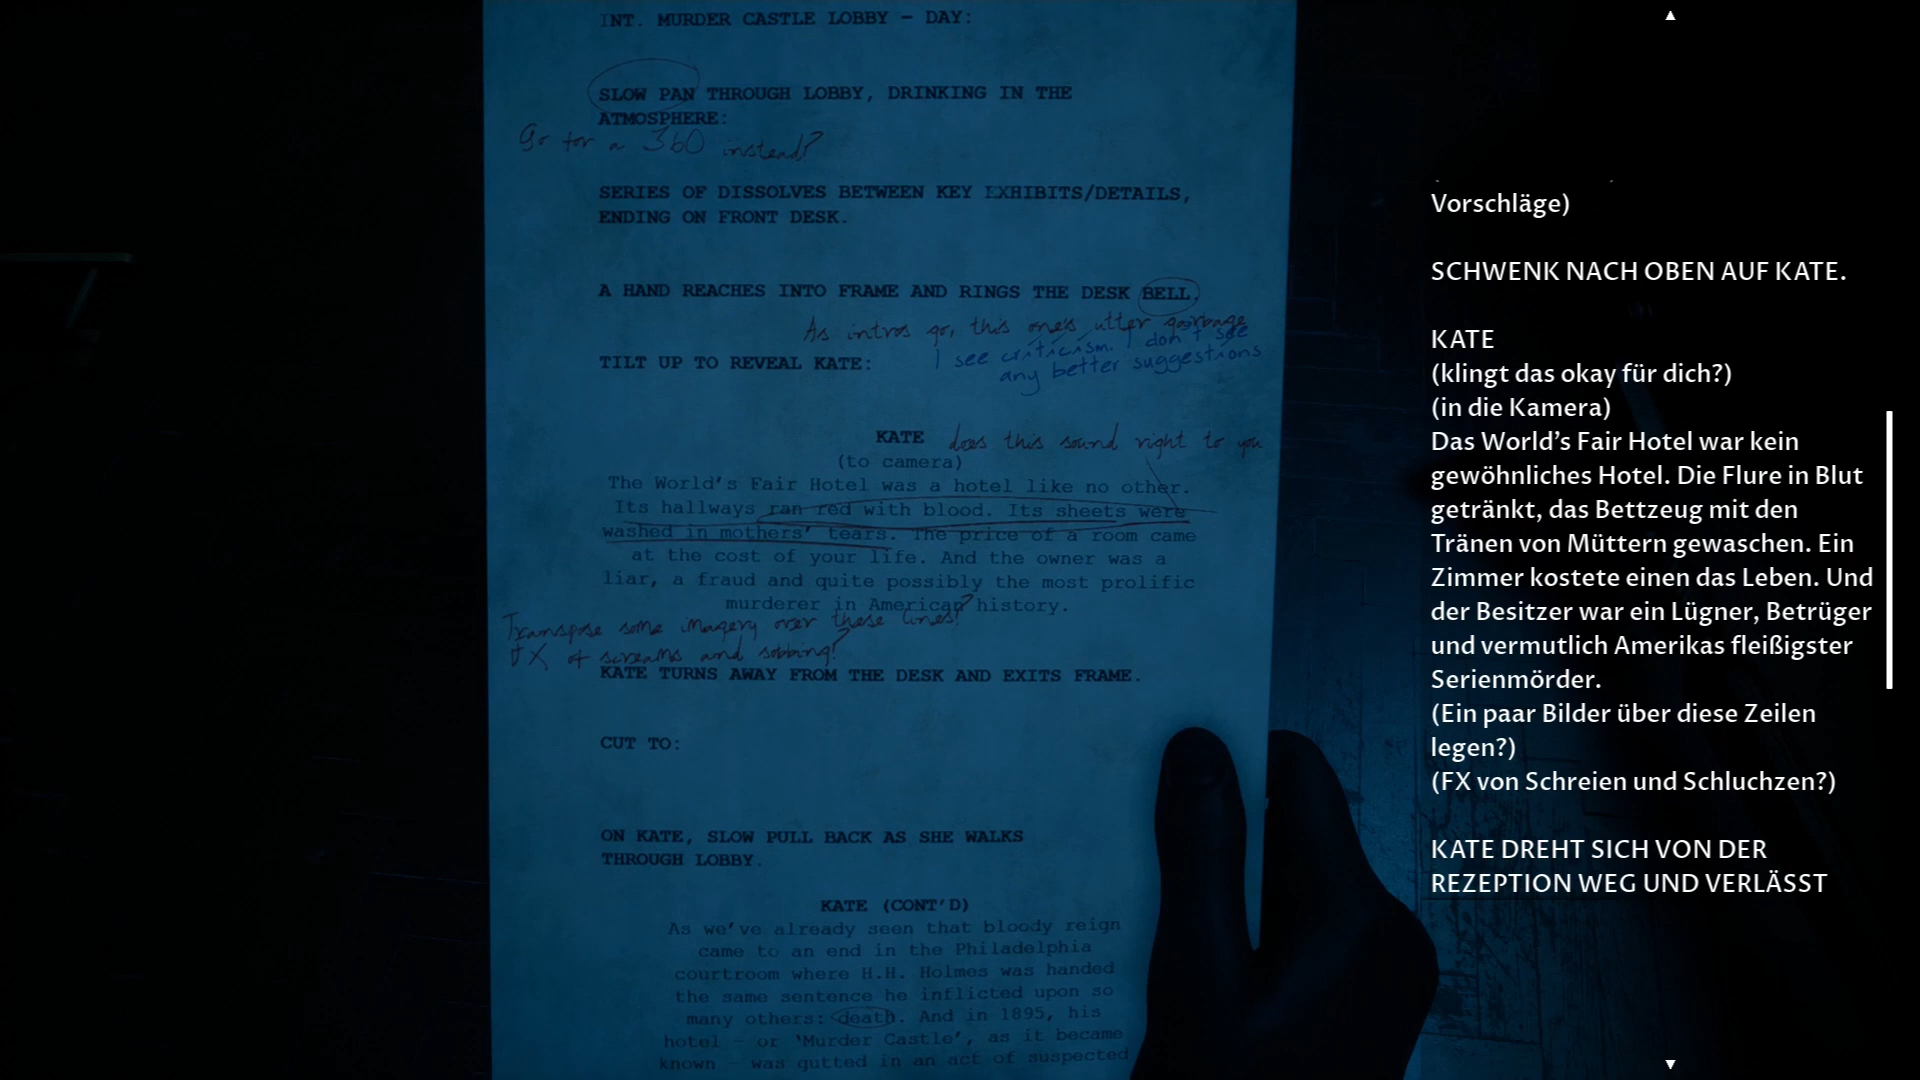 INT. MURDER CASTLE LOBBY – DAY:
SLOW PAN THROUGH LOBBY, DRINKING IN THE
ATMOSPHERE:
Go for a 360 instead?
SERIES OF DISSOLVES BETWEEN KEY EXHIBITS/DETAILS,
ENDING ON FRONT DESK.
A HAND REACHES INTO FRAME AND RINGS THE DESK BELL.
As intros go, this one's utter garbage
I see criticism. I don't see
any better suggestions
TILT UP TO REVEAL KATE:
KATE
does this sound right to you
(to camera)
The World's Fair Hotel was a hotel like no other.
Its hallways ran red with blood. Its sheets were
washed in mothers' tears. The price of a room came
at the cost of your life. And the owner was a
liar, a fraud and quite possibly the most prolific
murderer in American history.
Transpose some imagery over these lines?
FX of screams and sobbing?
KATE TURNS AWAY FROM THE DESK AND EXITS FRAME.
CUT TO:
ON KATE, SLOW PULL BACK AS SHE WALKS
THROUGH LOBBY.
KATE (CONT'D)
As we've already seen that bloody reign
came to an end in the Philadelphia
courtroom where H.H. Holmes was handed
the same sentence he inflicted upon so
many others: death. And in 1895, his
hotel – or 'Murder Castle', as it became
known – was gutted in an act of suspected
Vorschläge)
SCHWENK NACH OBEN AUF KATE.
KATE
(klingt das okay für dich?)
(in die Kamera)
Das World's Fair Hotel war kein
gewöhnliches Hotel. Die Flure in Blut
getränkt, das Bettzeug mit den
Tränen von Müttern gewaschen. Ein
Zimmer kostete einen das Leben. Und
der Besitzer war ein Lügner, Betrüger
und vermutlich Amerikas fleißigster
Serienmörder.
(Ein paar Bilder über diese Zeilen
legen?)
(FX von Schreien und Schluchzen?)
KATE DREHT SICH VON DER
REZEPTION WEG UND VERLÄSST